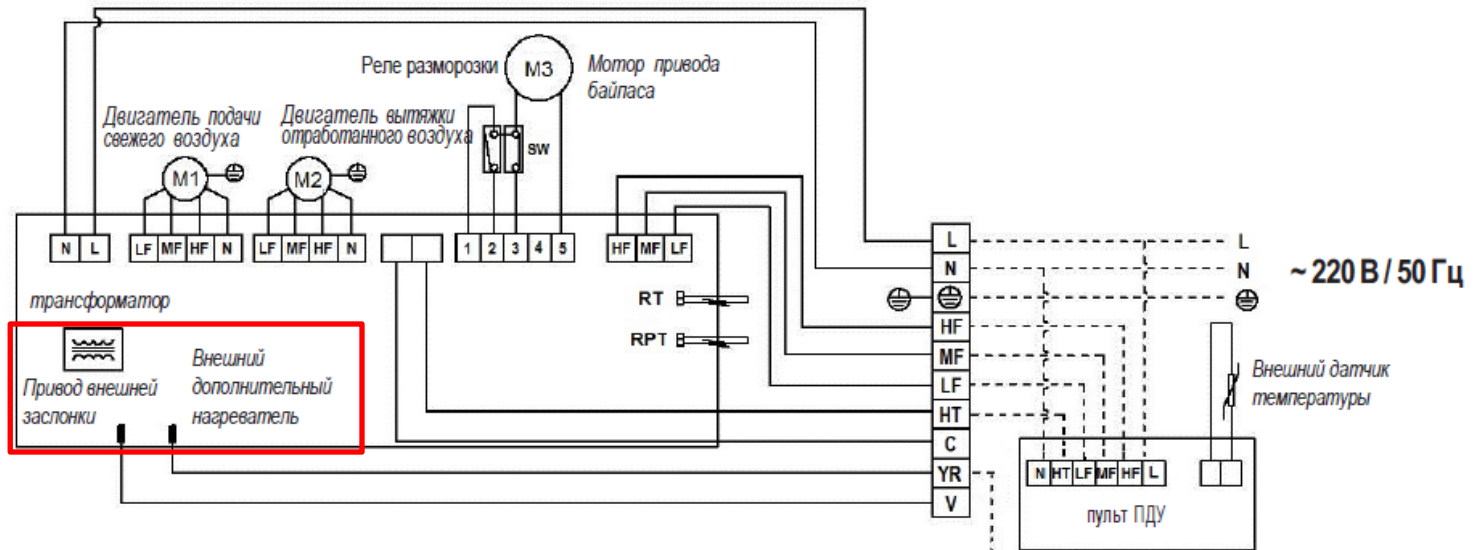 Реле разморозки
M3
Мотор привода
байпаса
Двигатель подачи
свежего воздуха
Двигатель вытяжки
отработанного воздуха
SW
M1
M2
N L
LF MF HF N
LF MF HF N
1 2 3 4 5
HF MF LF
трансформатор
RT
RPT
Привод внешней
заслонки
Внешний
дополнительный
нагреватель
L
N
HF
MF
LF
HT
C
YR
V
L
N
~ 220 В / 50 Гц
Внешний датчик
температуры
N HT LF MF HF L
пульт ПДУ